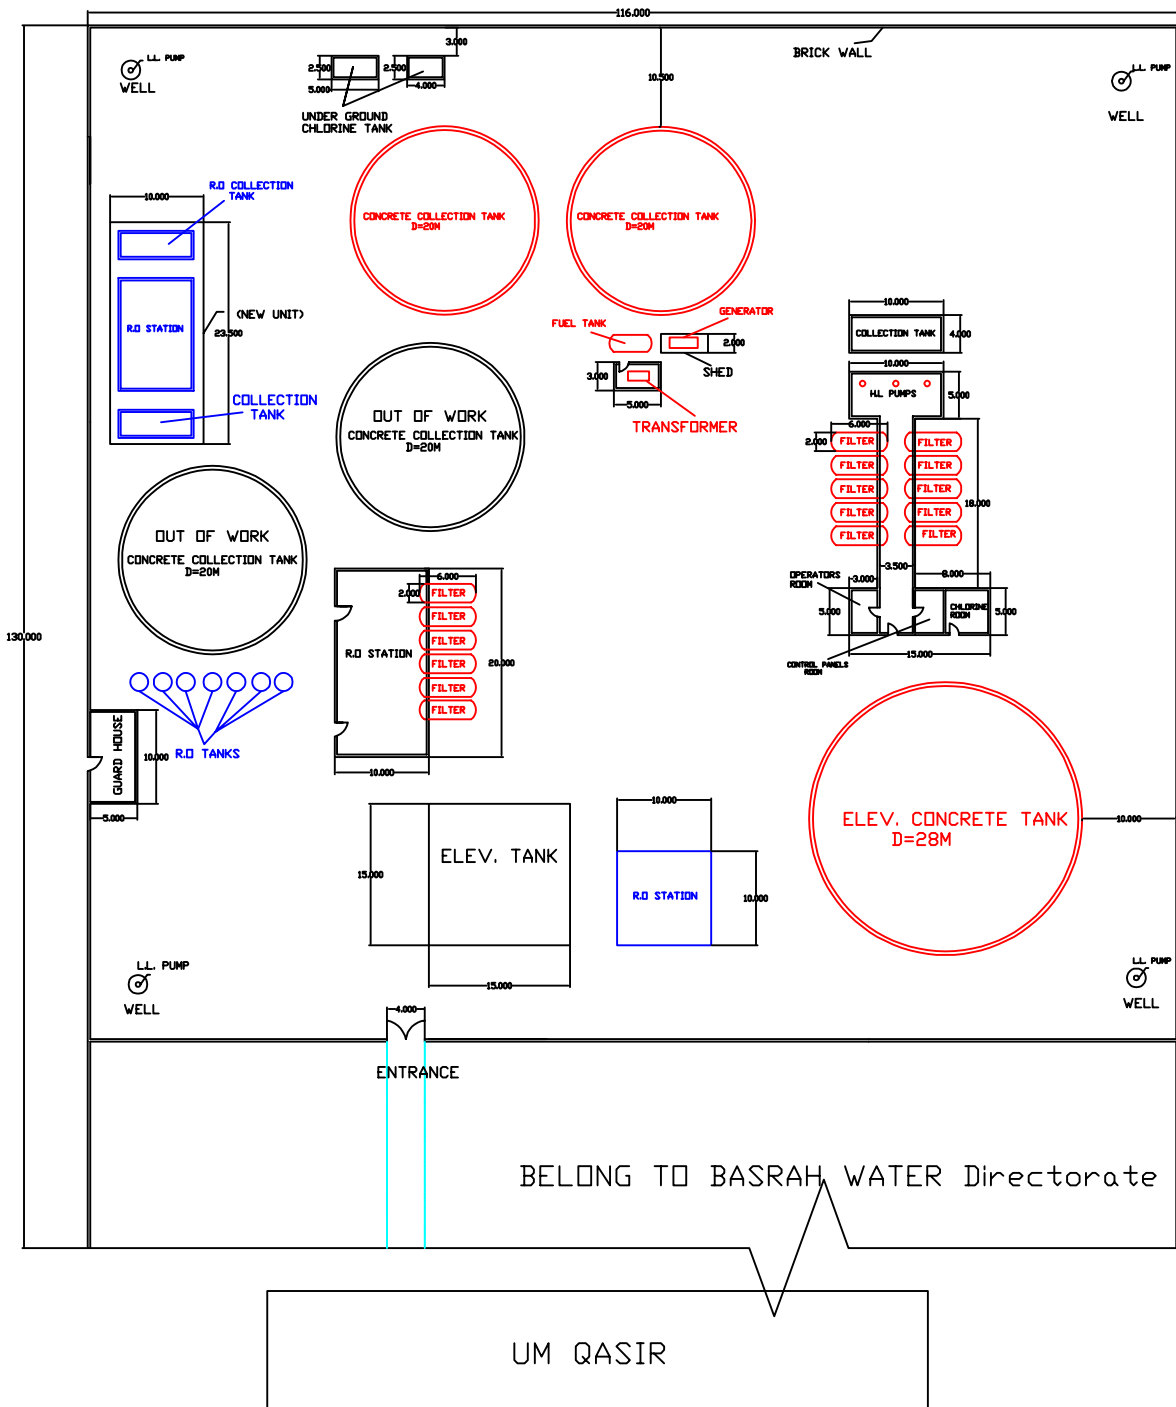 116.000
BRICK WALL
3.000
L.L. PUMP
WELL
2.500
5.000
2.500
4.000
10.500
L.L. PUMP
WELL
UNDER GROUND
CHLORINE TANK
R.O COLLECTION
TANK
10.000
CONCRETE COLLECTION TANK
D=20M
CONCRETE COLLECTION TANK
D=20M
(NEW UNIT)
23.500
R.O STATION
COLLECTION
TANK
FUEL TANK
GENERATOR
2.000
SHED
3.000
5.000
TRANSFORMER
10.000
COLLECTION TANK
4.000
10.000
H.L PUMPS
5.000
6.000
2.000
FILTER
FILTER
FILTER
FILTER
FILTER
FILTER
FILTER
FILTER
FILTER
FILTER
18.000
OUT OF WORK
CONCRETE COLLECTION TANK
D=20M
OUT OF WORK
CONCRETE COLLECTION TANK
D=20M
3.500
OPERATORS
ROOM
3.000
8.000
5.000
CHLORINE
ROOM
5.000
CONTROL PANELS
ROOM
15.000
6.000
2.000
FILTER
FILTER
FILTER
FILTER
FILTER
FILTER
R.O STATION
20.000
10.000
130.000
R.O TANKS
GUARD HOUSE
10.000
5.000
ELEV. TANK
15.000
15.000
10.000
R.O STATION
10.000
ELEV. CONCRETE TANK
D=28M
10.000
L.L. PUMP
WELL
L.L. PUMP
WELL
4.000
ENTRANCE
BELONG TO BASRAH WATER Directorate
UM QASIR